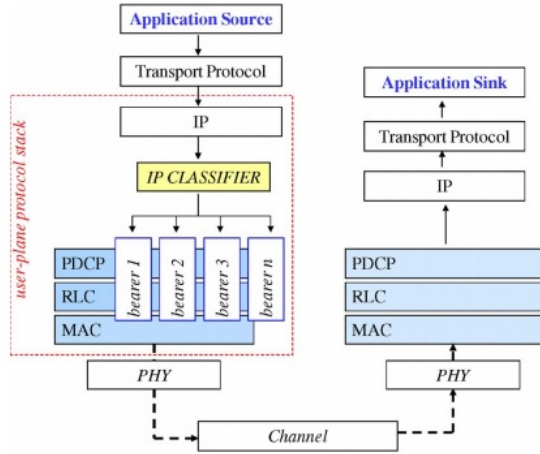 Application Source
Transport Protocol
IP
IP CLASSIFIER
user-plane protocol stack
PDCP
RLC
MAC
bearer 1
bearer 2
bearer 3
bearer n
PHY
Channel
Application Sink
Transport Protocol
IP
PDCP
RLC
MAC
PHY